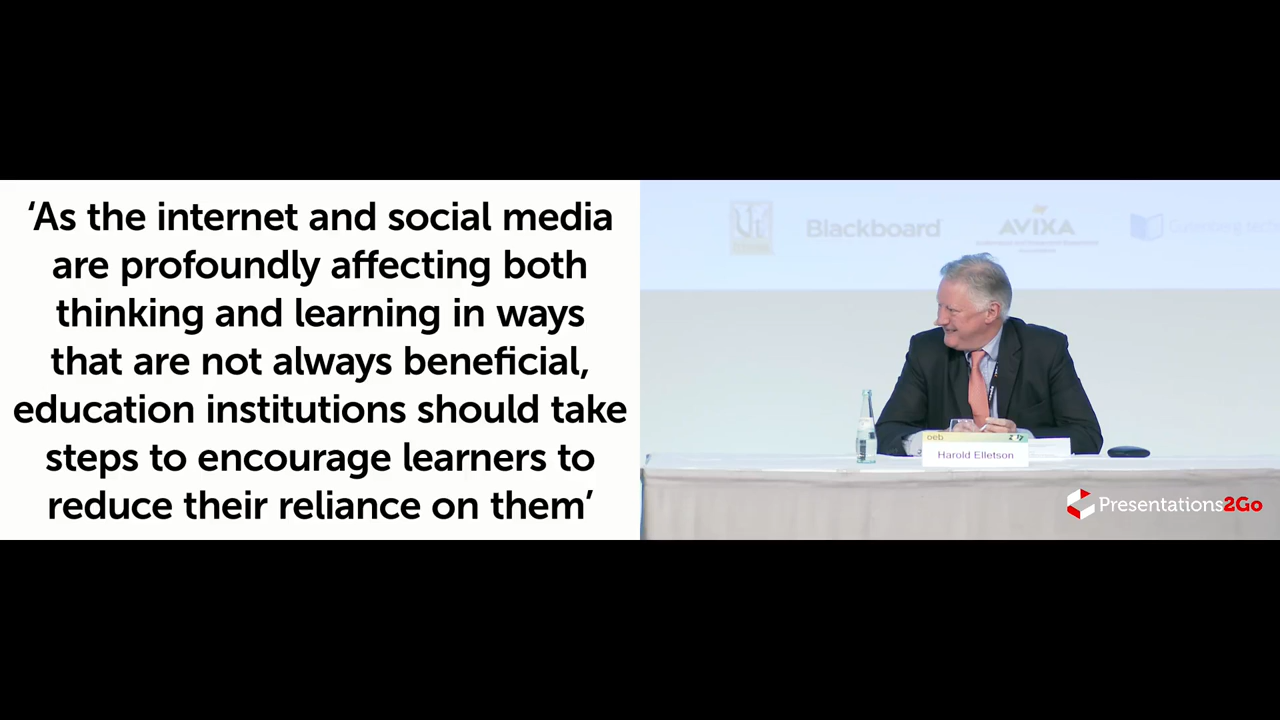 ‘As the internet and social media
are profoundly affecting both
thinking and learning in ways
that are not always beneficial,
education institutions should take
steps to encourage learners to
reduce their reliance on them’
Blackboard
AVIXA
oeb
Harold Elletson
Presentations2Go